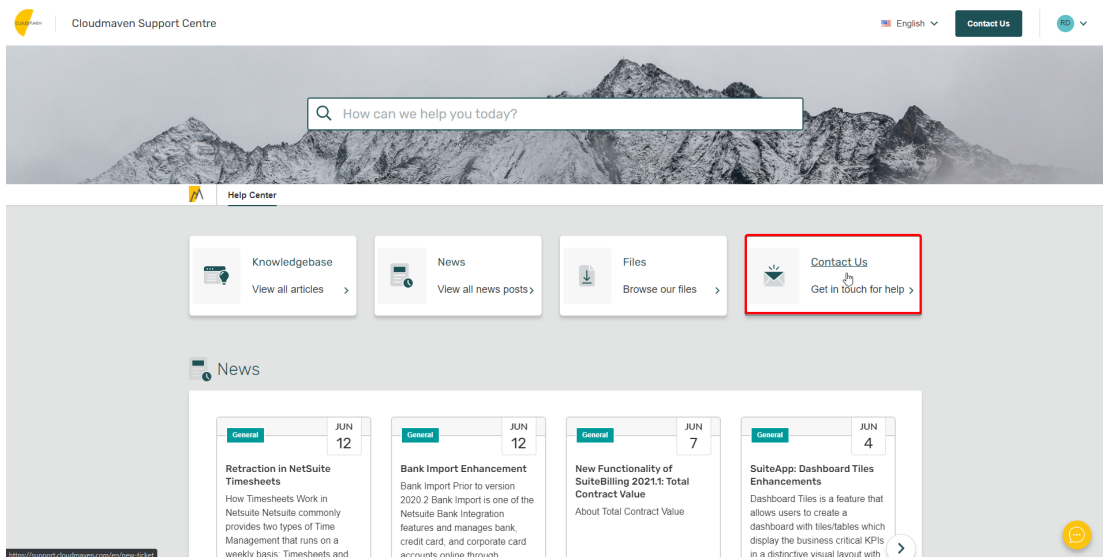 CLOUDMAVEN
Cloudmaven Support Centre
English
Contact Us
RD
How can we help you today?
Help Center
Knowledgebase
View all articles
News
View all news posts
Files
Browse our files
Contact Us
Get in touch for help
News
General
JUN
12
Retraction in NetSuite
Timesheets
How Timesheets Work in
Netsuite Netsuite commonly
provides two types of Time
Management that runs on a
weekly basis: Timesheets and
General
JUN
12
Bank Import Enhancement
Bank Import Prior to version
2020.2 Bank Import is one of the
Netsuite Bank Integration
features and manages bank,
credit card, and corporate card
accounts online through
General
JUN
7
New Functionality of
SuiteBilling 2021.1: Total
Contract Value
About Total Contract Value
General
JUN
4
SuiteApp: Dashboard Tiles
Enhancements
Dashboard Tiles is a feature that
allows users to create a
dashboard with tiles/tables which
display the business critical KPIs
in a distinctive visual layout with
https://support.cloudmaven.com/en/new-ticket